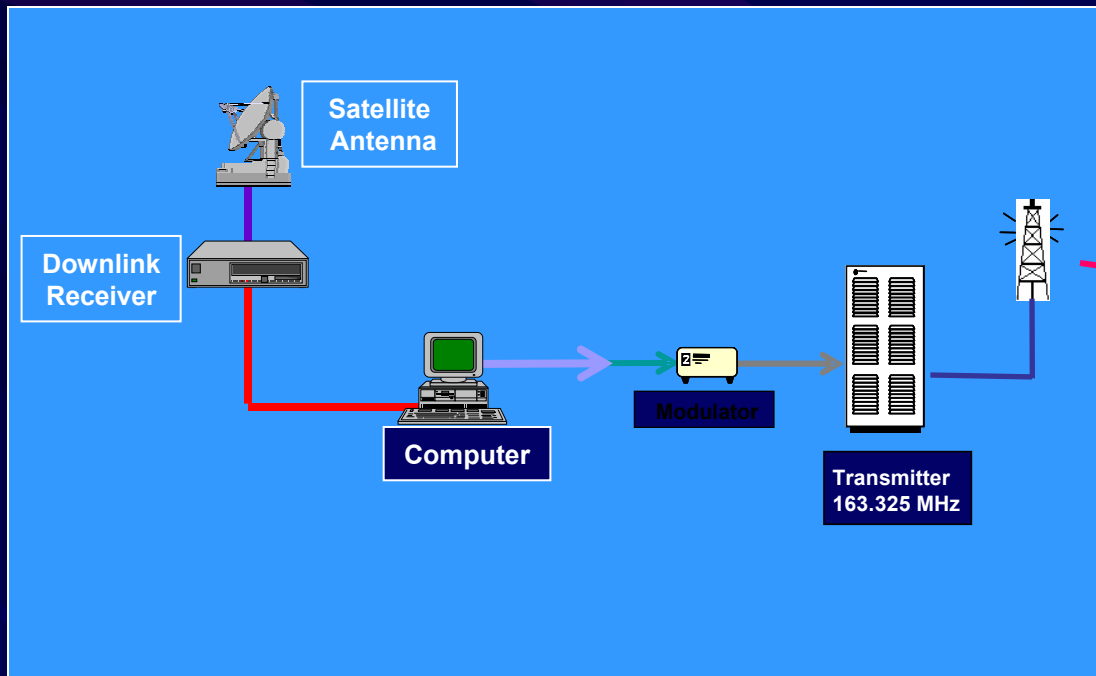 Satellite
Antenna
Downlink
Receiver
Computer
Modulator
Transmitter
163.325 MHz